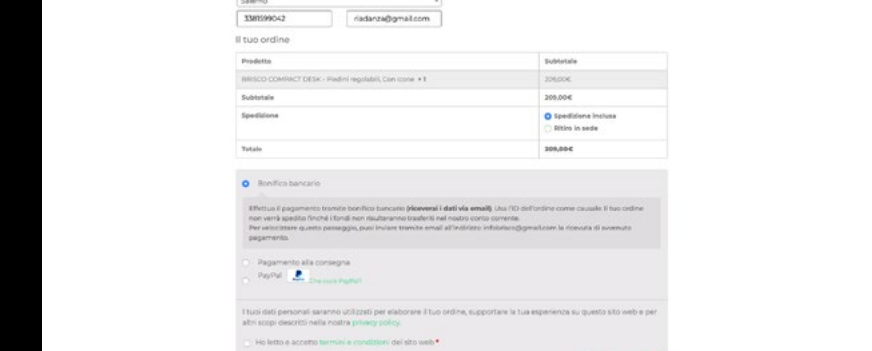 Salerno
3381599042 riadanza@gmail.com
Il tuo ordine
Prodotto Subtotale
BRISCO COMPACT DESK - Piedini regolabili, Con icone × 1 209,00€
Subtotale 209,00€
Spedizione Spedizione inclusa
Ritiro in sede
Totale 209,00€
Bonifico bancario
Effettua il pagamento tramite bonifico bancario (riceverai i dati via email). Usa l'ID dell'ordine come causale. Il tuo ordine
non verrà spedito finché i fondi non risulteranno trasferiti nel nostro conto corrente.
Per velocizzare questo passaggio, puoi inviare tramite email all'indirizzo: infobrisco@gmail.com la ricevuta di avvenuto
pagamento.
Pagamento alla consegna
PayPal PayPal Che cos'è PayPal?
I tuoi dati personali saranno utilizzati per elaborare il tuo ordine, supportare la tua esperienza su questo sito web e per
altri scopi descritti nella nostra privacy policy.
Ho letto e accetto termini e condizioni del sito web *